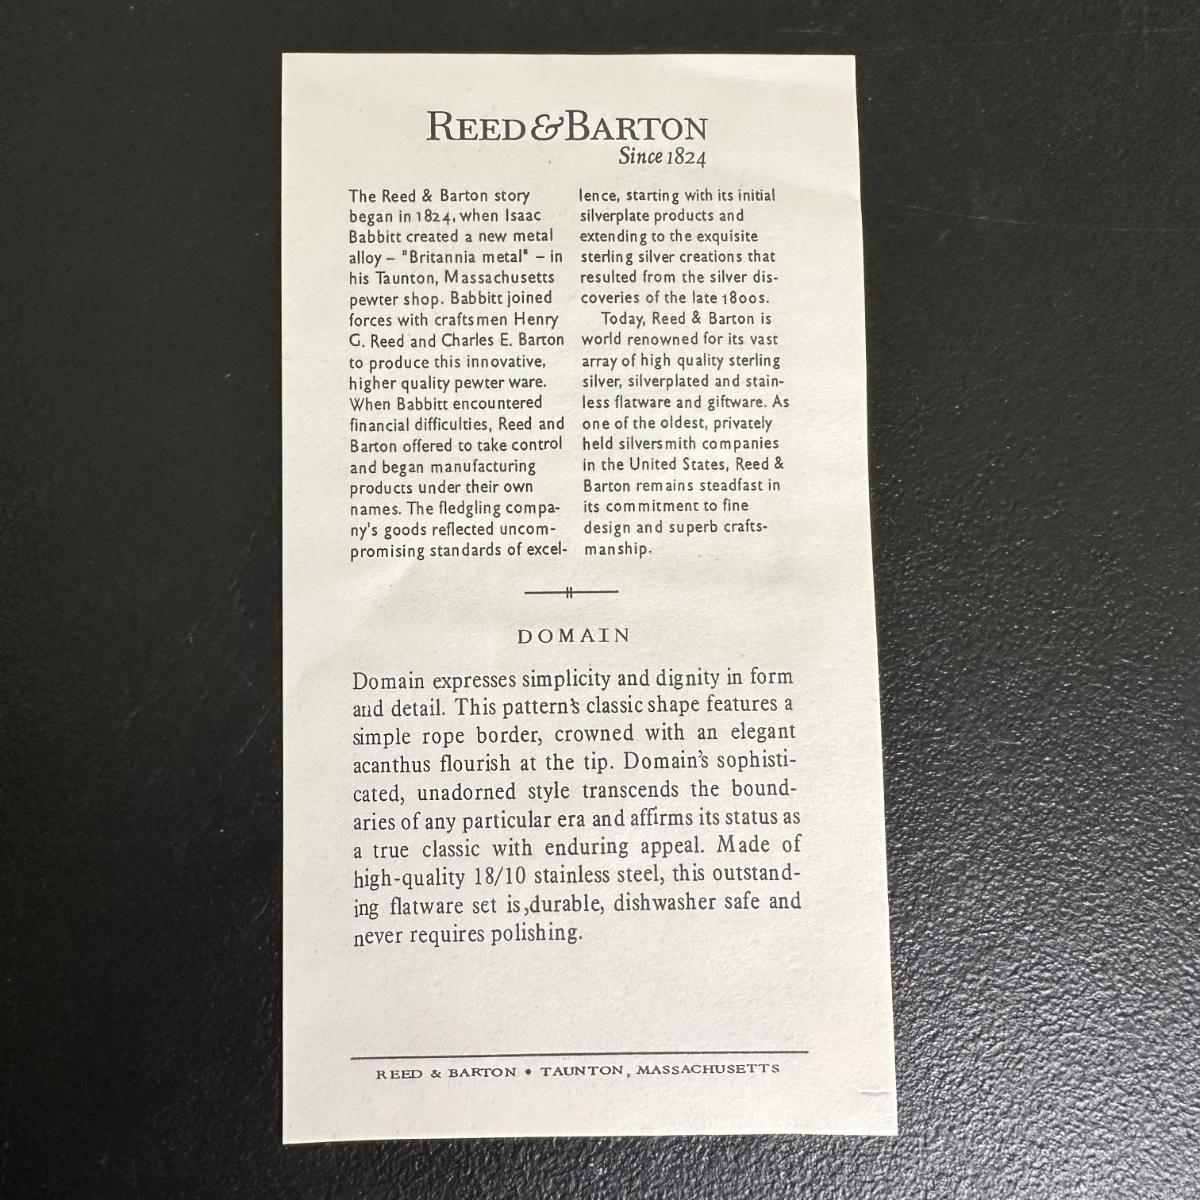 REED & BARTON
Since 1824
The Reed & Barton story
began in 1824, when Isaac
Babbitt created a new metal
alloy – "Britannia metal" – in
his Taunton, Massachusetts
pewter shop. Babbitt joined
forces with craftsmen Henry
G. Reed and Charles E. Barton
to produce this innovative,
higher quality pewter ware.
When Babbitt encountered
financial difficulties, Reed and
Barton offered to take control
and began manufacturing
products under their own
names. The fledgling compa-
ny's goods reflected uncom-
promising standards of excel-
lence, starting with its initial
silverplate products and
extending to the exquisite
sterling silver creations that
resulted from the silver dis-
coveries of the late 1800s.
Today, Reed & Barton is
world renowned for its vast
array of high quality sterling
silver, silverplated and stain-
less flatware and giftware. As
one of the oldest, privately
held silversmith companies
in the United States, Reed &
Barton remains steadfast in
its commitment to fine
design and superb crafts-
manship.
DOMAIN
Domain expresses simplicity and dignity in form
and detail. This pattern's classic shape features a
simple rope border, crowned with an elegant
acanthus flourish at the tip. Domain's sophisti-
cated, unadorned style transcends the bound-
aries of any particular era and affirms its status as
a true classic with enduring appeal. Made of
high-quality 18/10 stainless steel, this outstand-
ing flatware set is,durable, dishwasher safe and
never requires polishing.
REED & BARTON • TAUNTON, MASSACHUSETTS